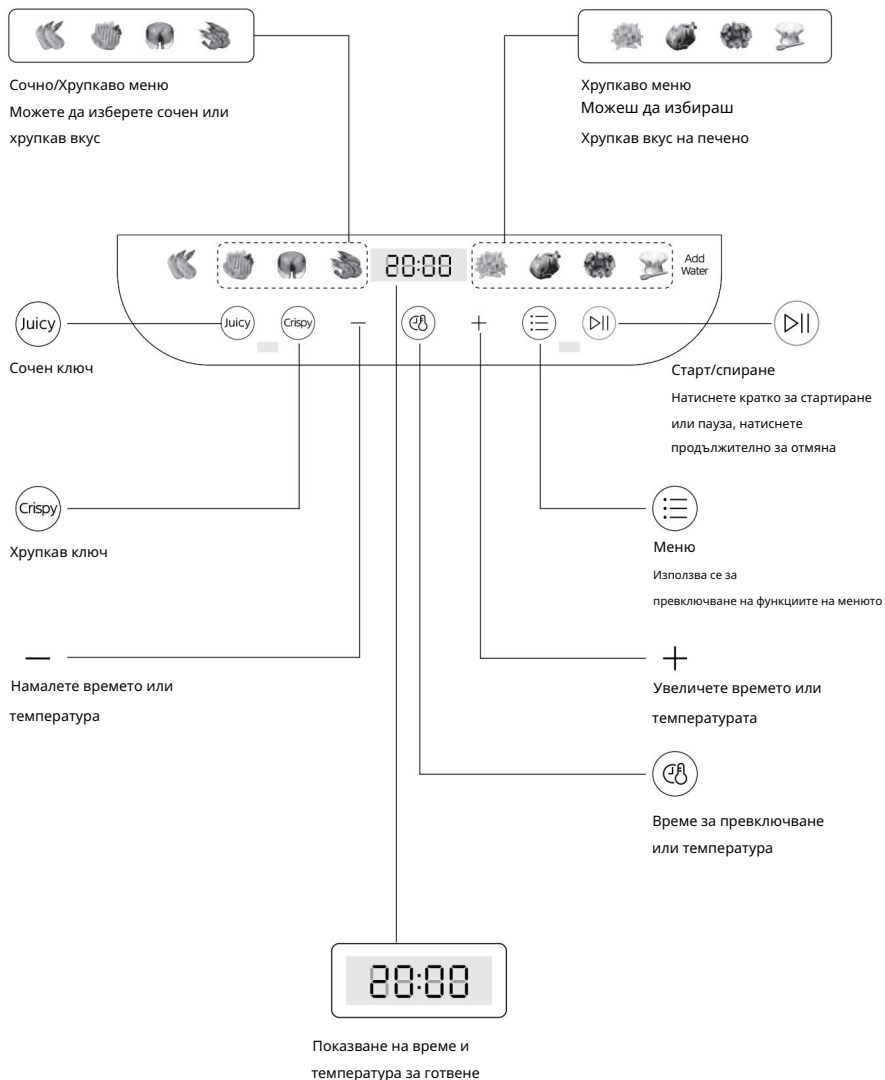 Сочно/Хрупкаво меню
Можете да изберете сочен или
хрупкав вкус
Хрупкаво меню
Можеш да избираш
Хрупкав вкус на печено
20:00
Add
Water
Juicy
Juicy
Crispy
Сочен ключ
Старт/спиране
Натиснете кратко за стартиране
или пауза, натиснете
продължително за отмяна
Crispy
Хрупкав ключ
Меню
Използва се за
превключване на функциите на менюто
Намалете времето или
температура
Увеличете времето или
температурата
Време за превключване
или температура
20:00
Показване на време и
температура за готвене